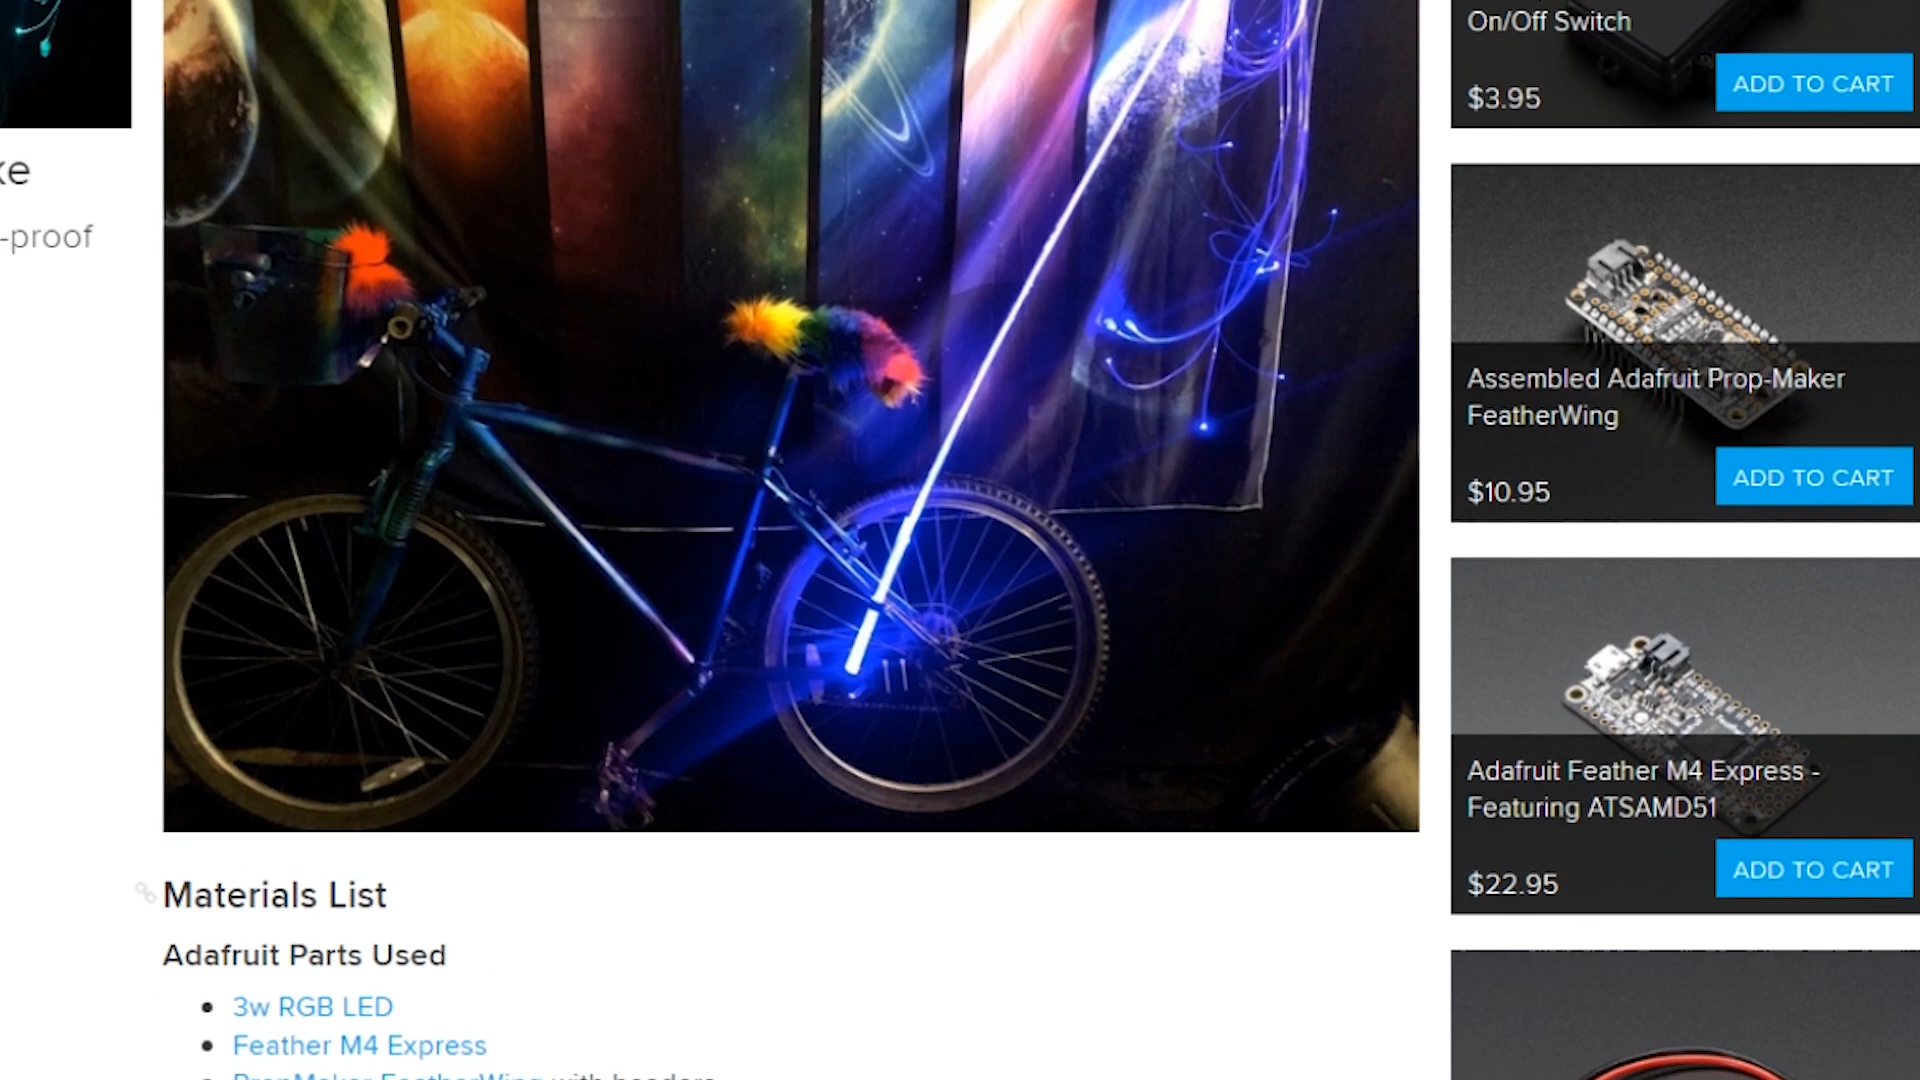 ke
-proof
Materials List
Adafruit Parts Used
3w RGB LED
Feather M4 Express
PropMaker FeatherWing with headers
On/Off Switch
$3.95
ADD TO CART
Assembled Adafruit Prop-Maker
FeatherWing
$10.95
ADD TO CART
Adafruit Feather M4 Express -
Featuring ATSAMD51
$22.95
ADD TO CART